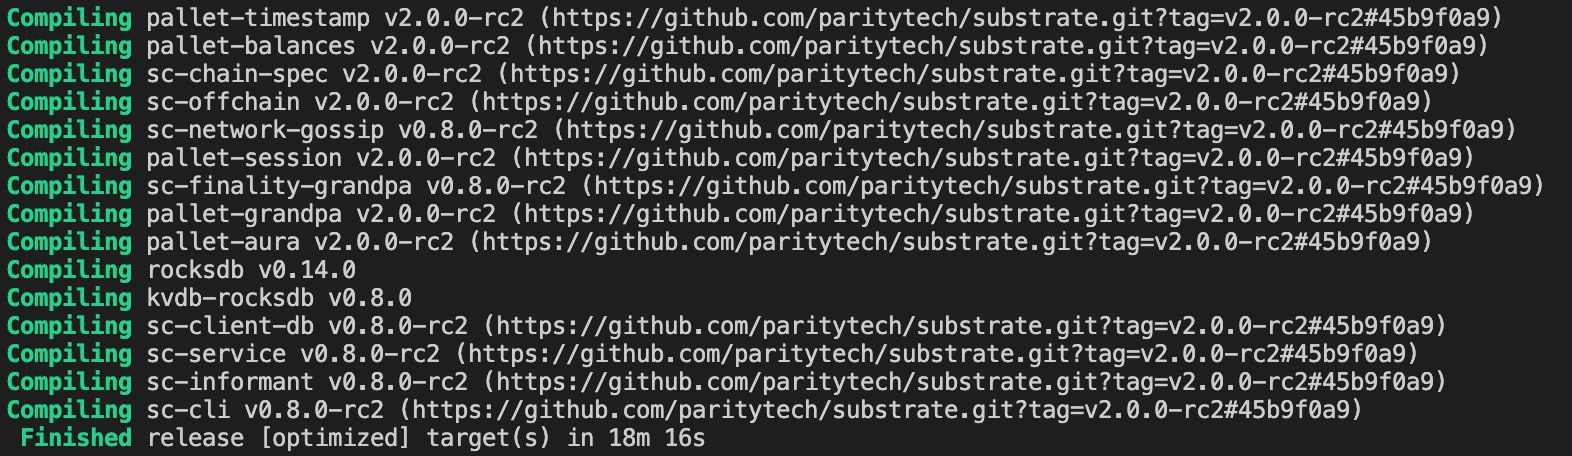 Compiling pallet-timestamp v2.0.0-rc2 (https://github.com/paritytech/substrate.git?tag=v2.0.0-rc2#45b9f0a9)
Compiling pallet-balances v2.0.0-rc2 (https://github.com/paritytech/substrate.git?tag=v2.0.0-rc2#45b9f0a9)
Compiling sc-chain-spec v2.0.0-rc2 (https://github.com/paritytech/substrate.git?tag=v2.0.0-rc2#45b9f0a9)
Compiling sc-offchain v2.0.0-rc2 (https://github.com/paritytech/substrate.git?tag=v2.0.0-rc2#45b9f0a9)
Compiling sc-network-gossip v0.8.0-rc2 (https://github.com/paritytech/substrate.git?tag=v2.0.0-rc2#45b9f0a9)
Compiling pallet-session v2.0.0-rc2 (https://github.com/paritytech/substrate.git?tag=v2.0.0-rc2#45b9f0a9)
Compiling sc-finality-grandpa v0.8.0-rc2 (https://github.com/paritytech/substrate.git?tag=v2.0.0-rc2#45b9f0a9)
Compiling pallet-grandpa v2.0.0-rc2 (https://github.com/paritytech/substrate.git?tag=v2.0.0-rc2#45b9f0a9)
Compiling pallet-aura v2.0.0-rc2 (https://github.com/paritytech/substrate.git?tag=v2.0.0-rc2#45b9f0a9)
Compiling rocksdb v0.14.0
Compiling kvdb-rocksdb v0.8.0
Compiling sc-client-db v0.8.0-rc2 (https://github.com/paritytech/substrate.git?tag=v2.0.0-rc2#45b9f0a9)
Compiling sc-service v0.8.0-rc2 (https://github.com/paritytech/substrate.git?tag=v2.0.0-rc2#45b9f0a9)
Compiling sc-informant v0.8.0-rc2 (https://github.com/paritytech/substrate.git?tag=v2.0.0-rc2#45b9f0a9)
Compiling sc-cli v0.8.0-rc2 (https://github.com/paritytech/substrate.git?tag=v2.0.0-rc2#45b9f0a9)
Finished release [optimized] target(s) in 18m 16s